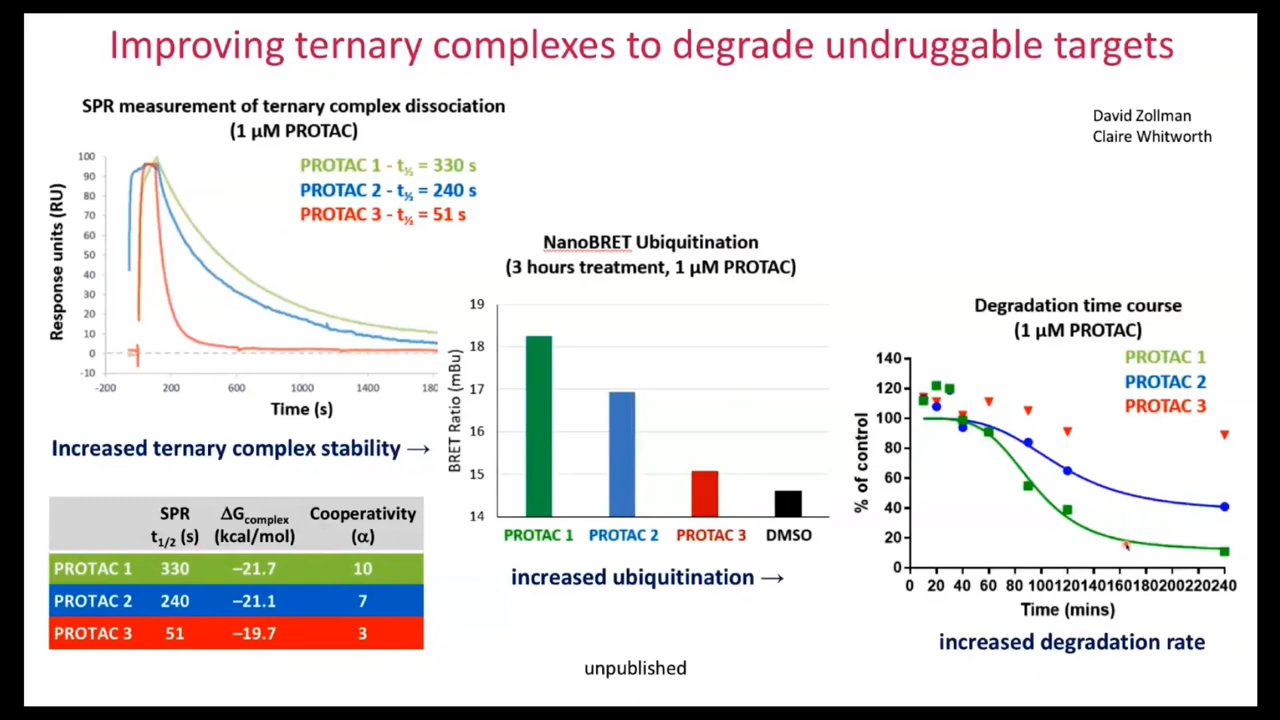 Improving ternary complexes to degrade undruggable targets
David Zollman
Claire Whitworth
SPR measurement of ternary complex dissociation
(1 µM PROTAC)
PROTAC 1 - t½ = 330 s
PROTAC 2 - t½ = 240 s
PROTAC 3 - t½ = 51 s
Response units (RU)
100
90
80
70
60
50
40
30
20
10
0
-10
-200 200 600 1000 1400 180
Time (s)
Increased ternary complex stability →
SPR t1/2 (s) ΔGcomplex (kcal/mol) Cooperativity (α)
PROTAC 1 330 −21.7 10
PROTAC 2 240 −21.1 7
PROTAC 3 51 −19.7 3
NanoBRET Ubiquitination
(3 hours treatment, 1 µM PROTAC)
BRET Ratio (mBu)
19
18
17
16
15
14
PROTAC 1 PROTAC 2 PROTAC 3 DMSO
increased ubiquitination →
Degradation time course
(1 µM PROTAC)
PROTAC 1
PROTAC 2
PROTAC 3
% of control
140
120
100
80
60
40
20
0
0 20 40 60 80 100 120 140 160 180 200 220 240
Time (mins)
increased degradation rate
unpublished